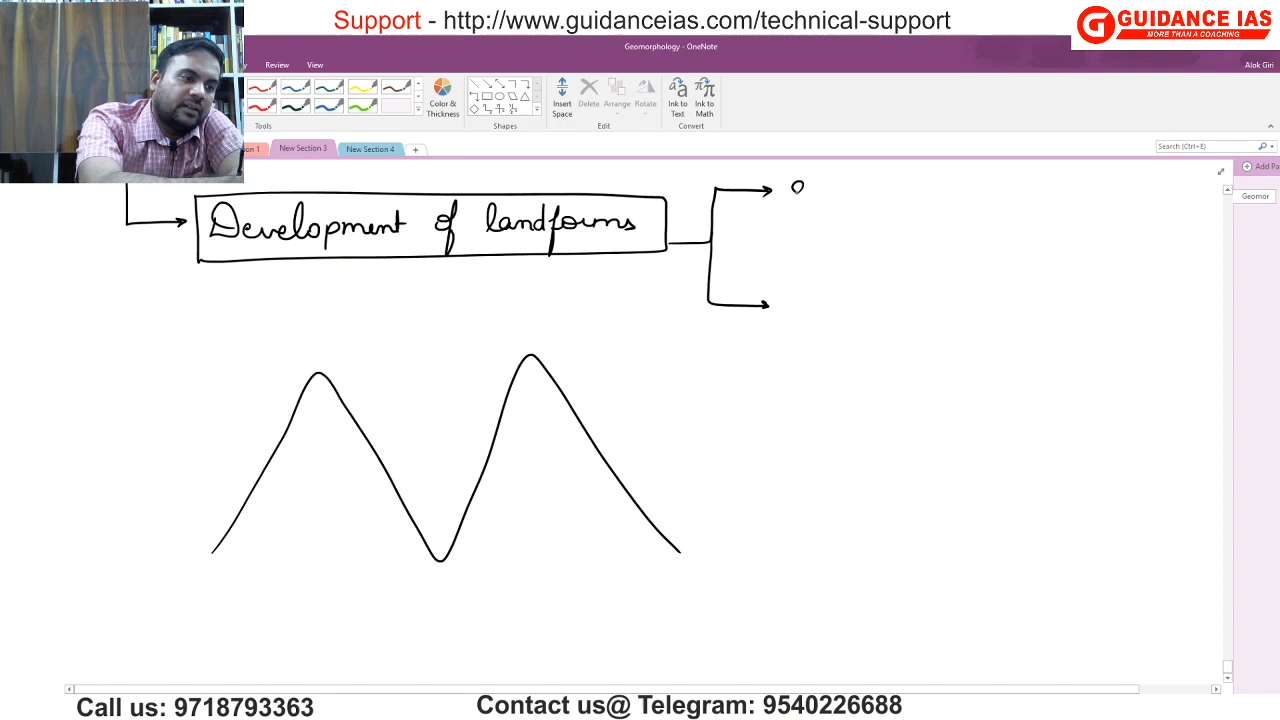 Support - http://www.guidanceias.com/technical-support
GUIDANCE IAS
MORE THAN A COACHING
Geomorphology - OneNote
Review View
Alok Giri
Color & Thickness
Insert Space
Delete Arrange Rotate
Ink to Text
Ink to Math
Tools Shapes Edit Convert
New Section 3 New Section 4 +
Search (Ctrl+E)
Add Pa
Geomor
Development of landforms
Call us: 9718793363
Contact us@ Telegram: 9540226688